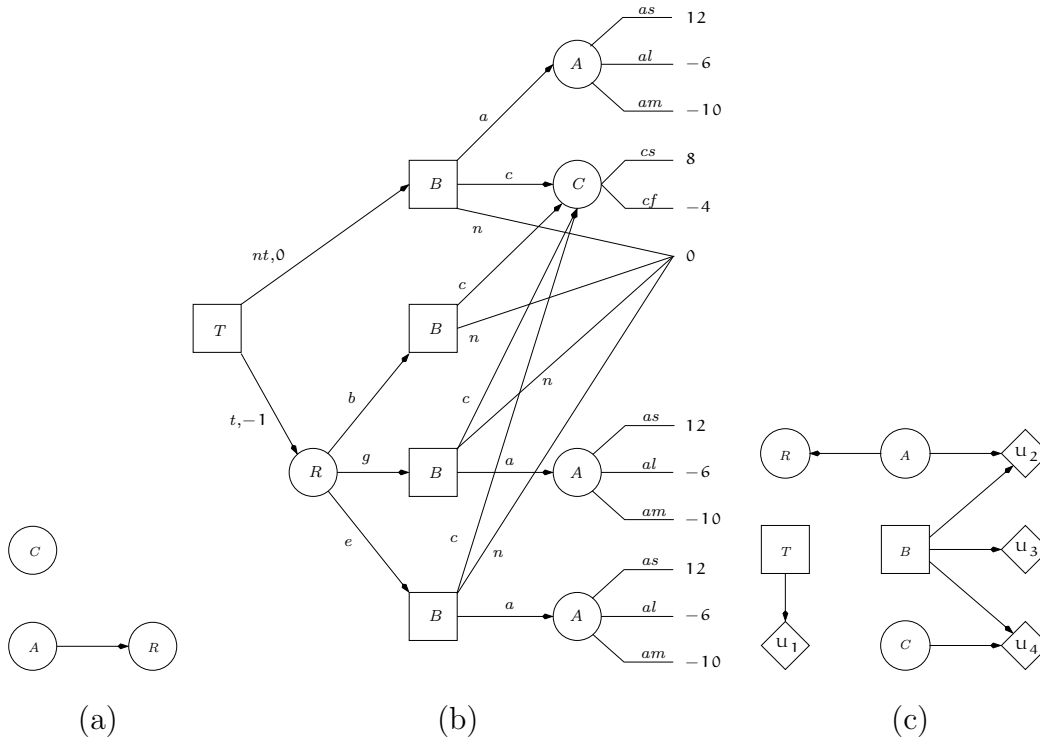 as 12
A al −6
a am −10
cs 8
B c C
cf −4
n
nt,0 0
c
T B
n
n
b c
t,−1
as 12
g a
R B A al −6
R A u2
am −10
e c n
C T B u3
as 12
a
B A al −6
A R u1 C u4
am −10
(a) (b) (c)